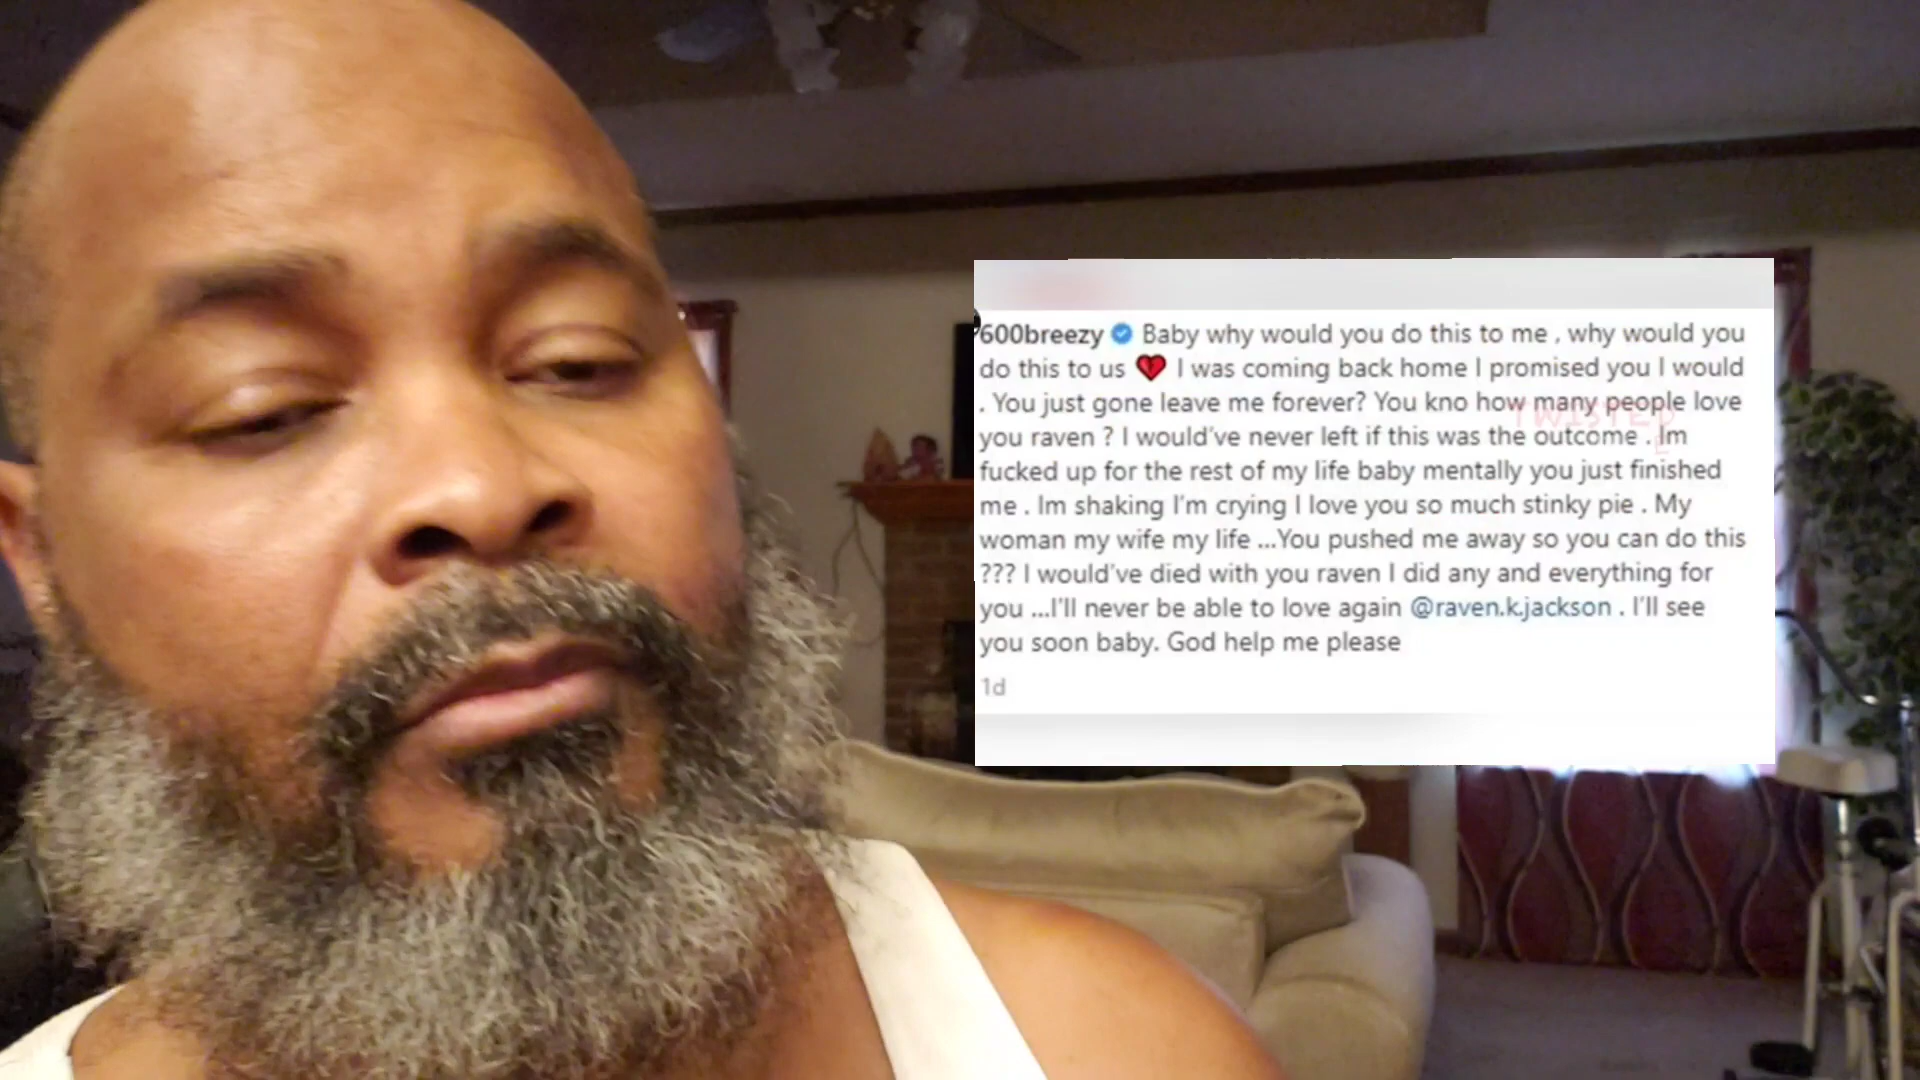 600breezy Baby why would you do this to me , why would you
do this to us 💔 I was coming back home I promised you I would
. You just gone leave me forever? You kno how many people love
you raven ? I would've never left if this was the outcome . Im
fucked up for the rest of my life baby mentally you just finished
me . Im shaking I'm crying I love you so much stinky pie . My
woman my wife my life ...You pushed me away so you can do this
??? I would've died with you raven I did any and everything for
you ...I'll never be able to love again @raven.k.jackson . I'll see
you soon baby. God help me please
1d
TWISTED